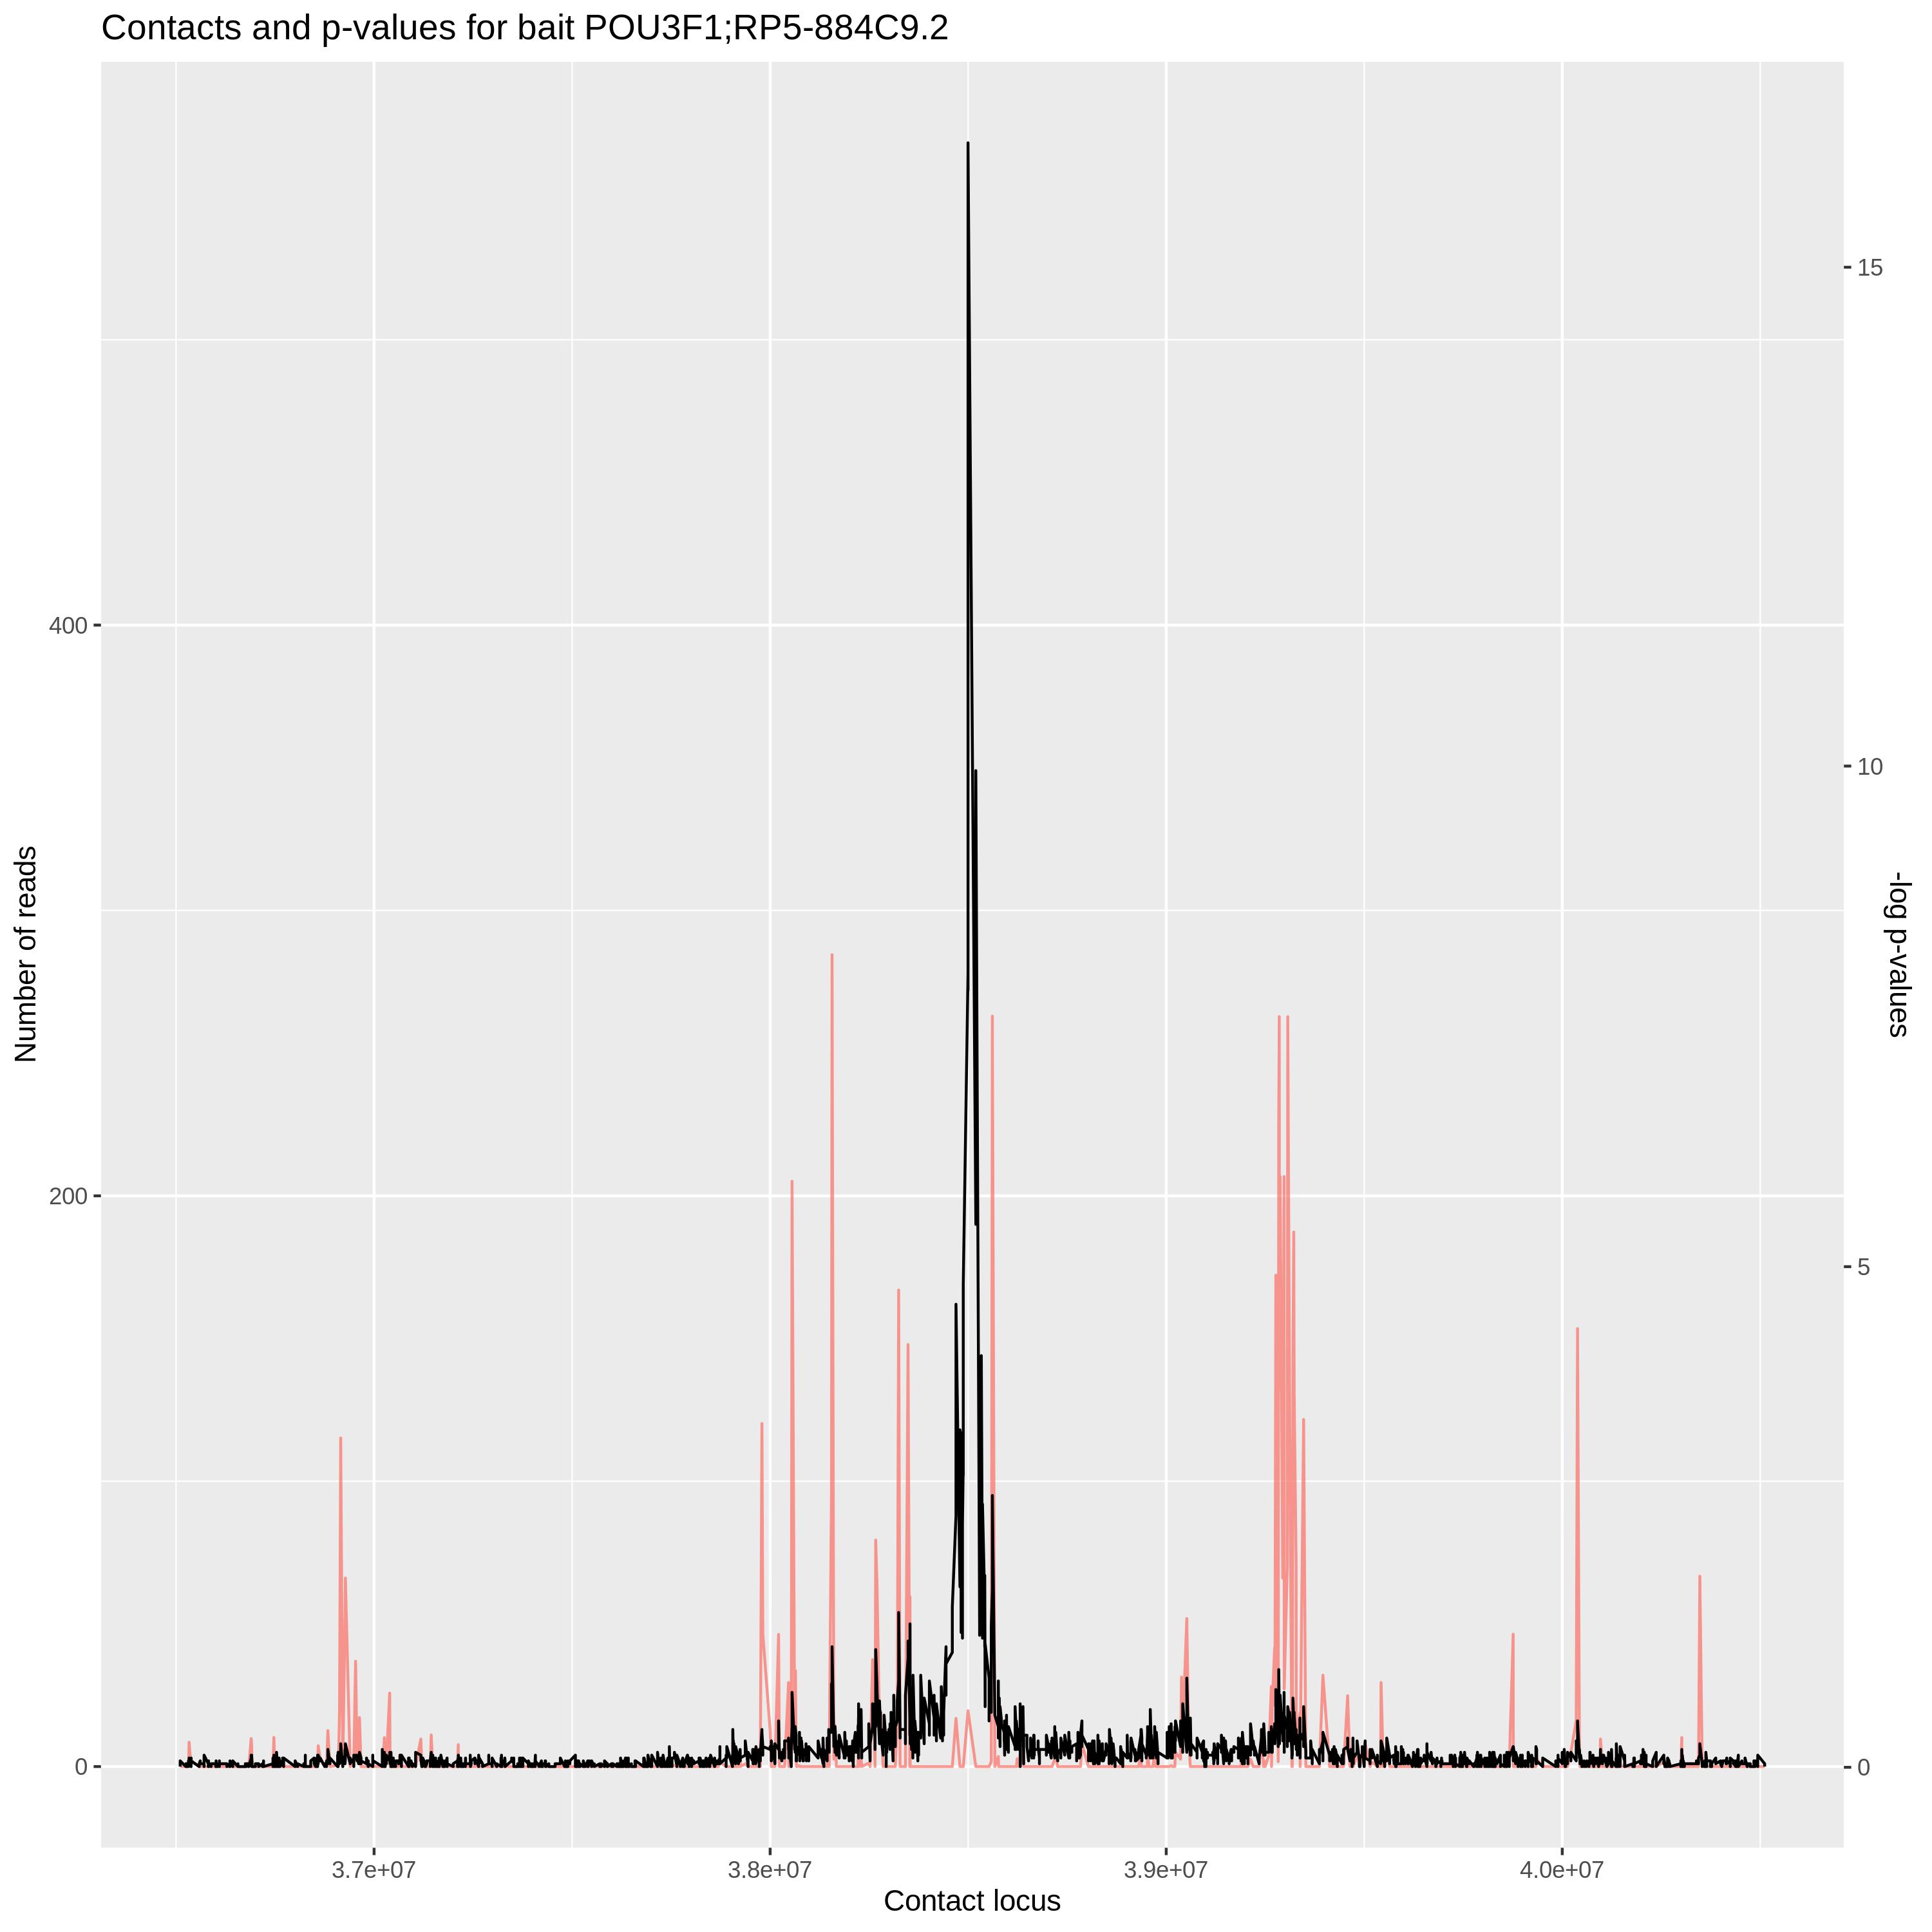 Contacts and p-values for bait POU3F1;RP5-884C9.2
15
400
10
Number of reads
-log p-values
5
200
0
0
3.7e+07
3.8e+07
3.9e+07
4.0e+07
Contact locus